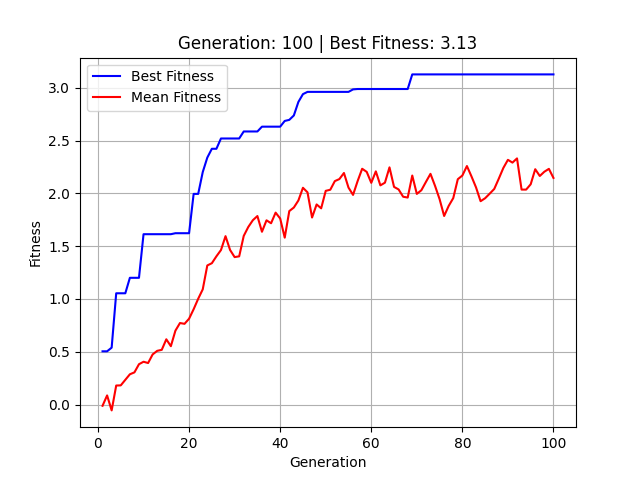 Generation: 100 | Best Fitness: 3.13
Best Fitness
Mean Fitness
3.0
2.5
2.0
1.5
1.0
0.5
0.0
Fitness
0
20
40
60
80
100
Generation